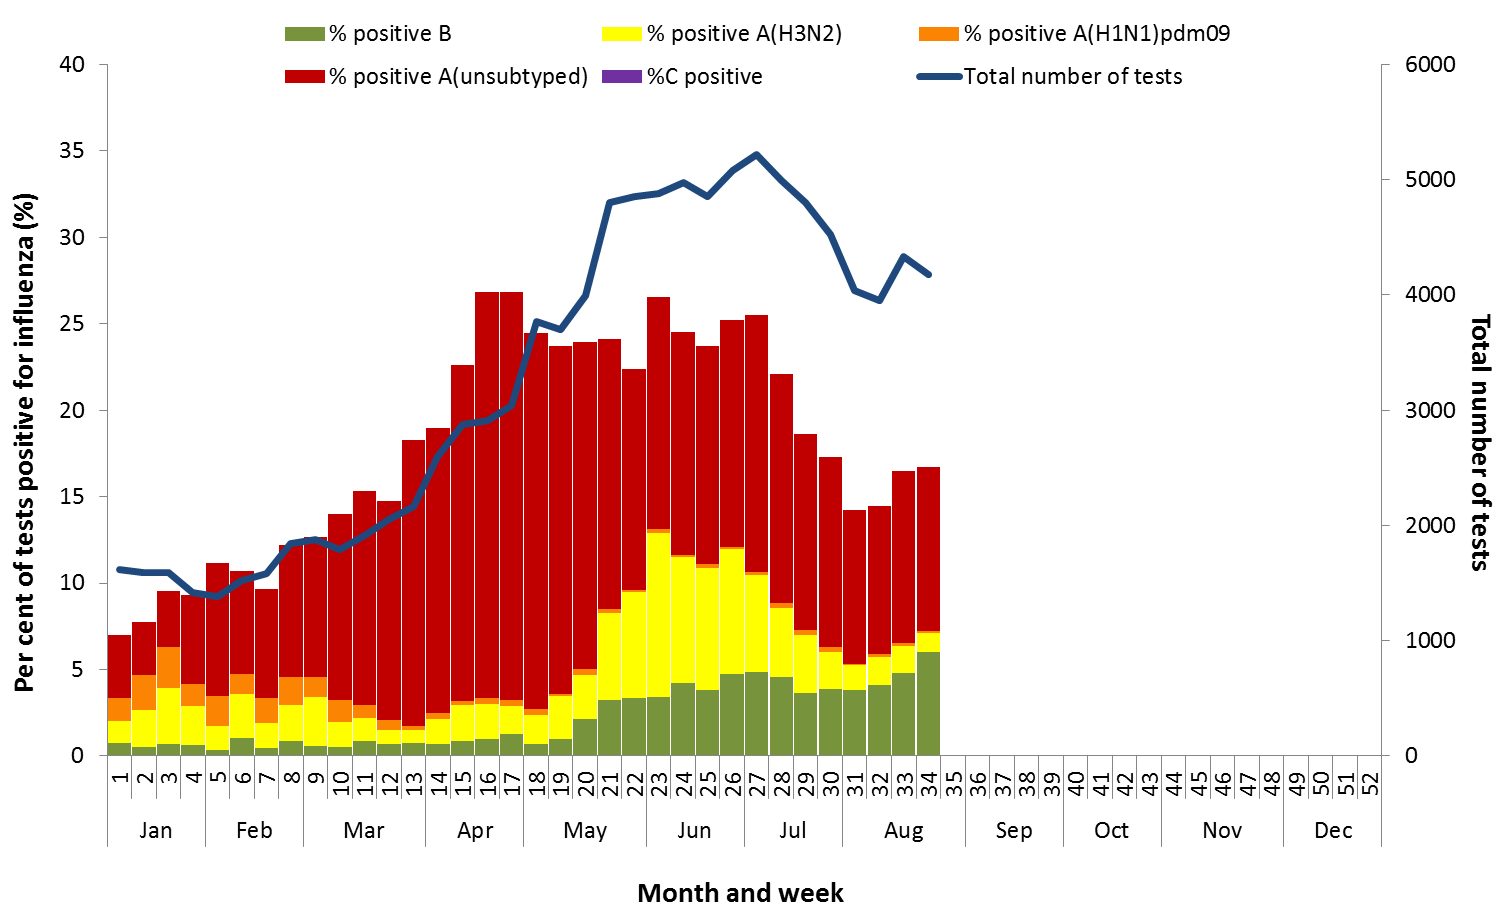 % positive B % positive A(H3N2) % positive A(H1N1)pdm09
% positive A(unsubtyped) %C positive Total number of tests
40
35
30
25
20
15
10
5
0
Per cent of tests positive for influenza (%)
6000
5000
4000
3000
2000
1000
0
Total number of tests
1 2 3 4 5 6 7 8 9 10 11 12 13 14 15 16 17 18 19 20 21 22 23 24 25 26 27 28 29 30 31 32 33 34 35 36 37 38 39 40 41 42 43 44 45 46 47 48 49 50 51 52
Jan Feb Mar Apr May Jun Jul Aug Sep Oct Nov Dec
Month and week